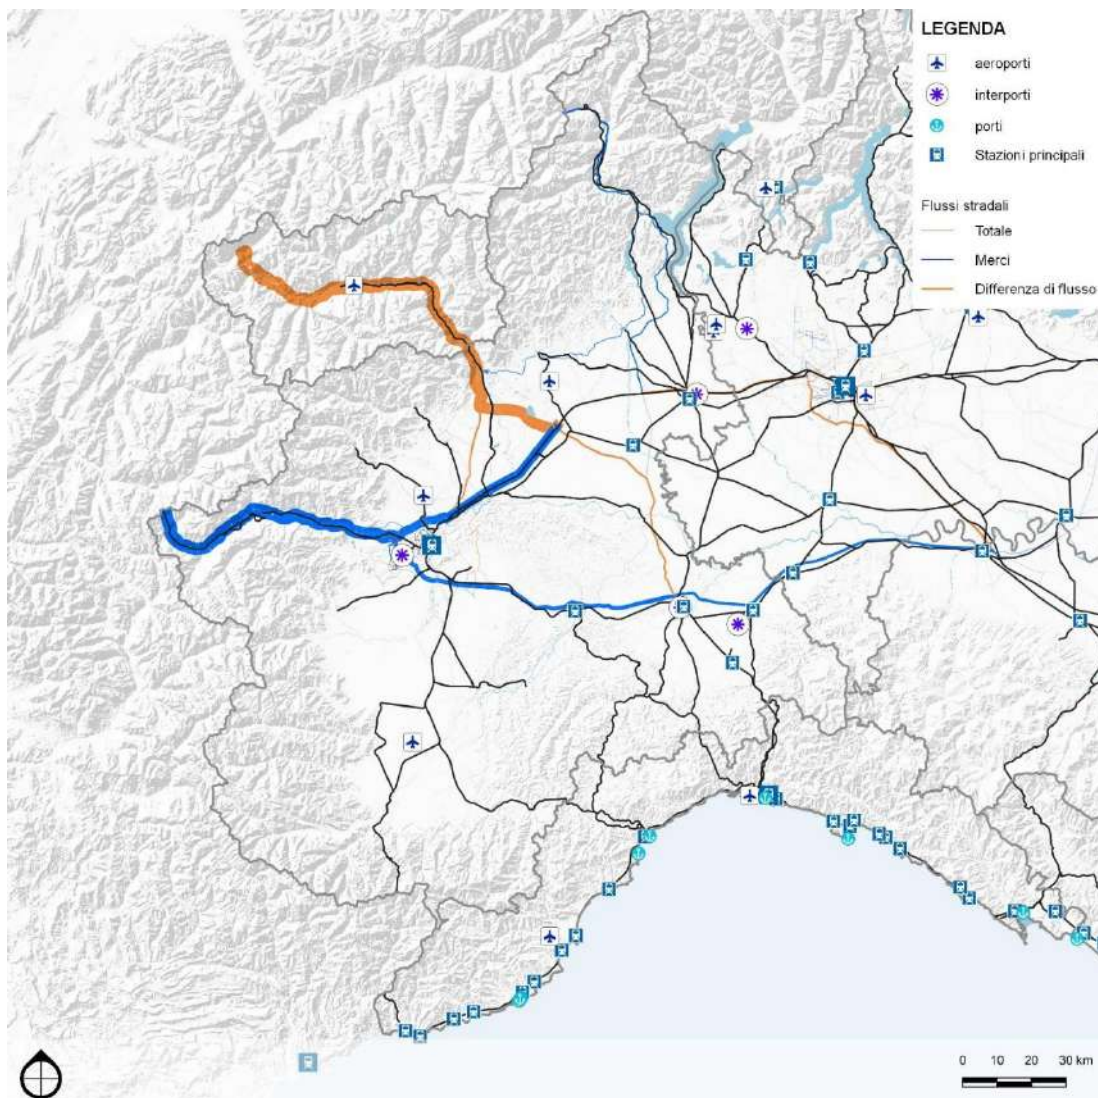 LEGENDA
aeroporti
interporti
porti
Stazioni principali
Flussi stradali
Totale
Merci
Differenza di flusso
0 10 20 30 km